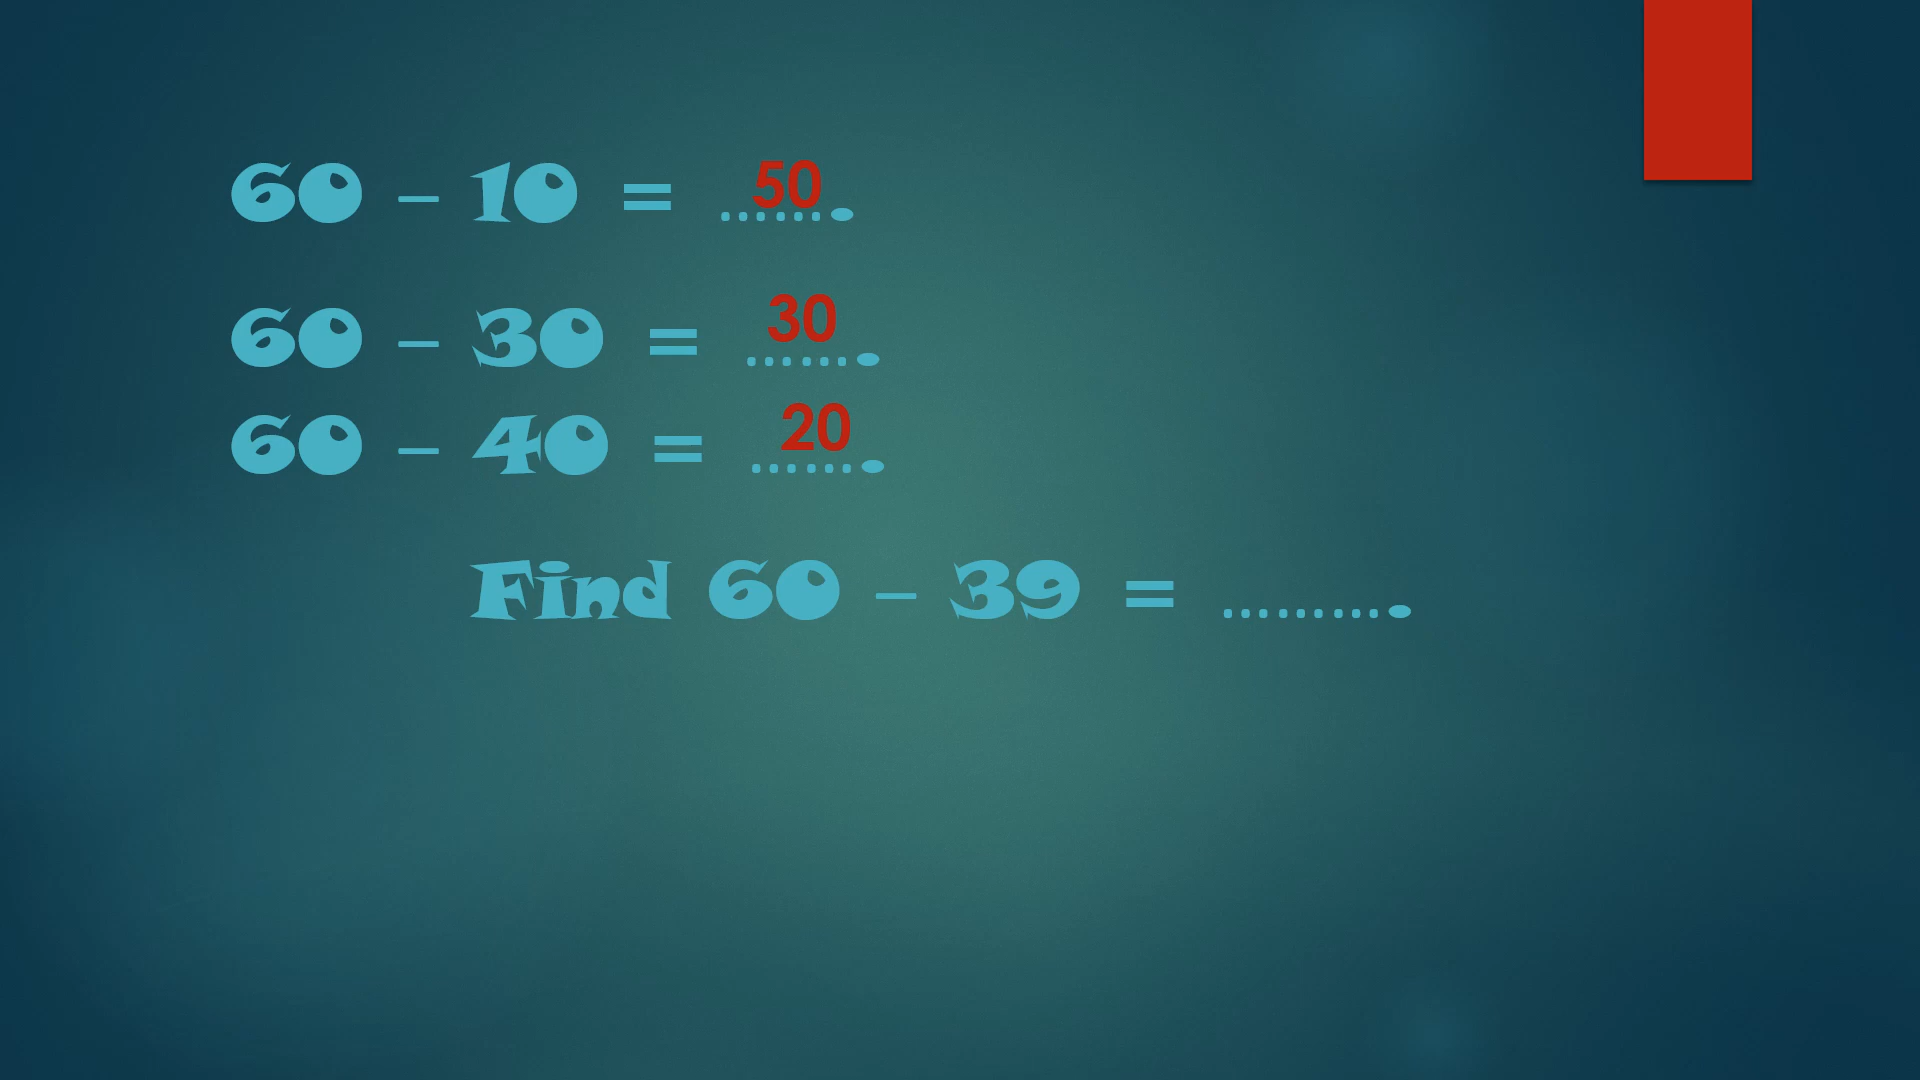 60 – 10 = 50 .......
60 – 30 = 30 .......
60 – 40 = 20 .......
Find 60 – 39 = ..........